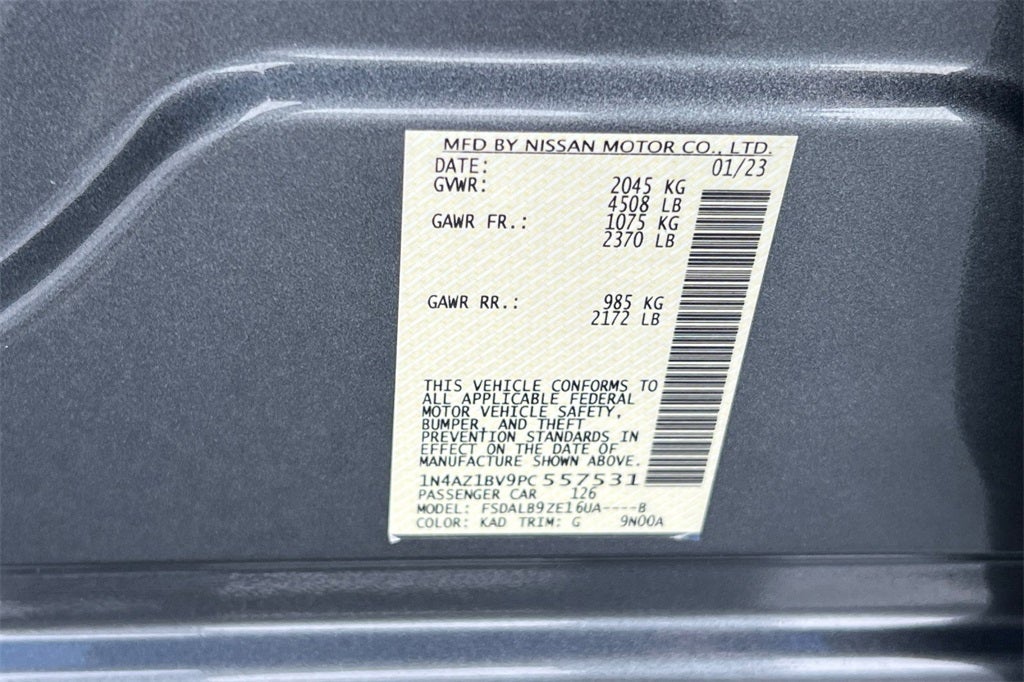 MFD BY NISSAN MOTOR CO., LTD.
DATE: 01/23
GVWR: 2045 KG
4508 LB
GAWR FR.: 1075 KG
2370 LB
GAWR RR.: 985 KG
2172 LB
THIS VEHICLE CONFORMS TO
ALL APPLICABLE FEDERAL
MOTOR VEHICLE SAFETY,
BUMPER, AND THEFT
PREVENTION STANDARDS IN
EFFECT ON THE DATE OF
MANUFACTURE SHOWN ABOVE.
1N4AZ1BV9PC557531
PASSENGER CAR 126
MODEL: FSDALB9ZE16UA----B
COLOR: KAD TRIM: G 9N00A